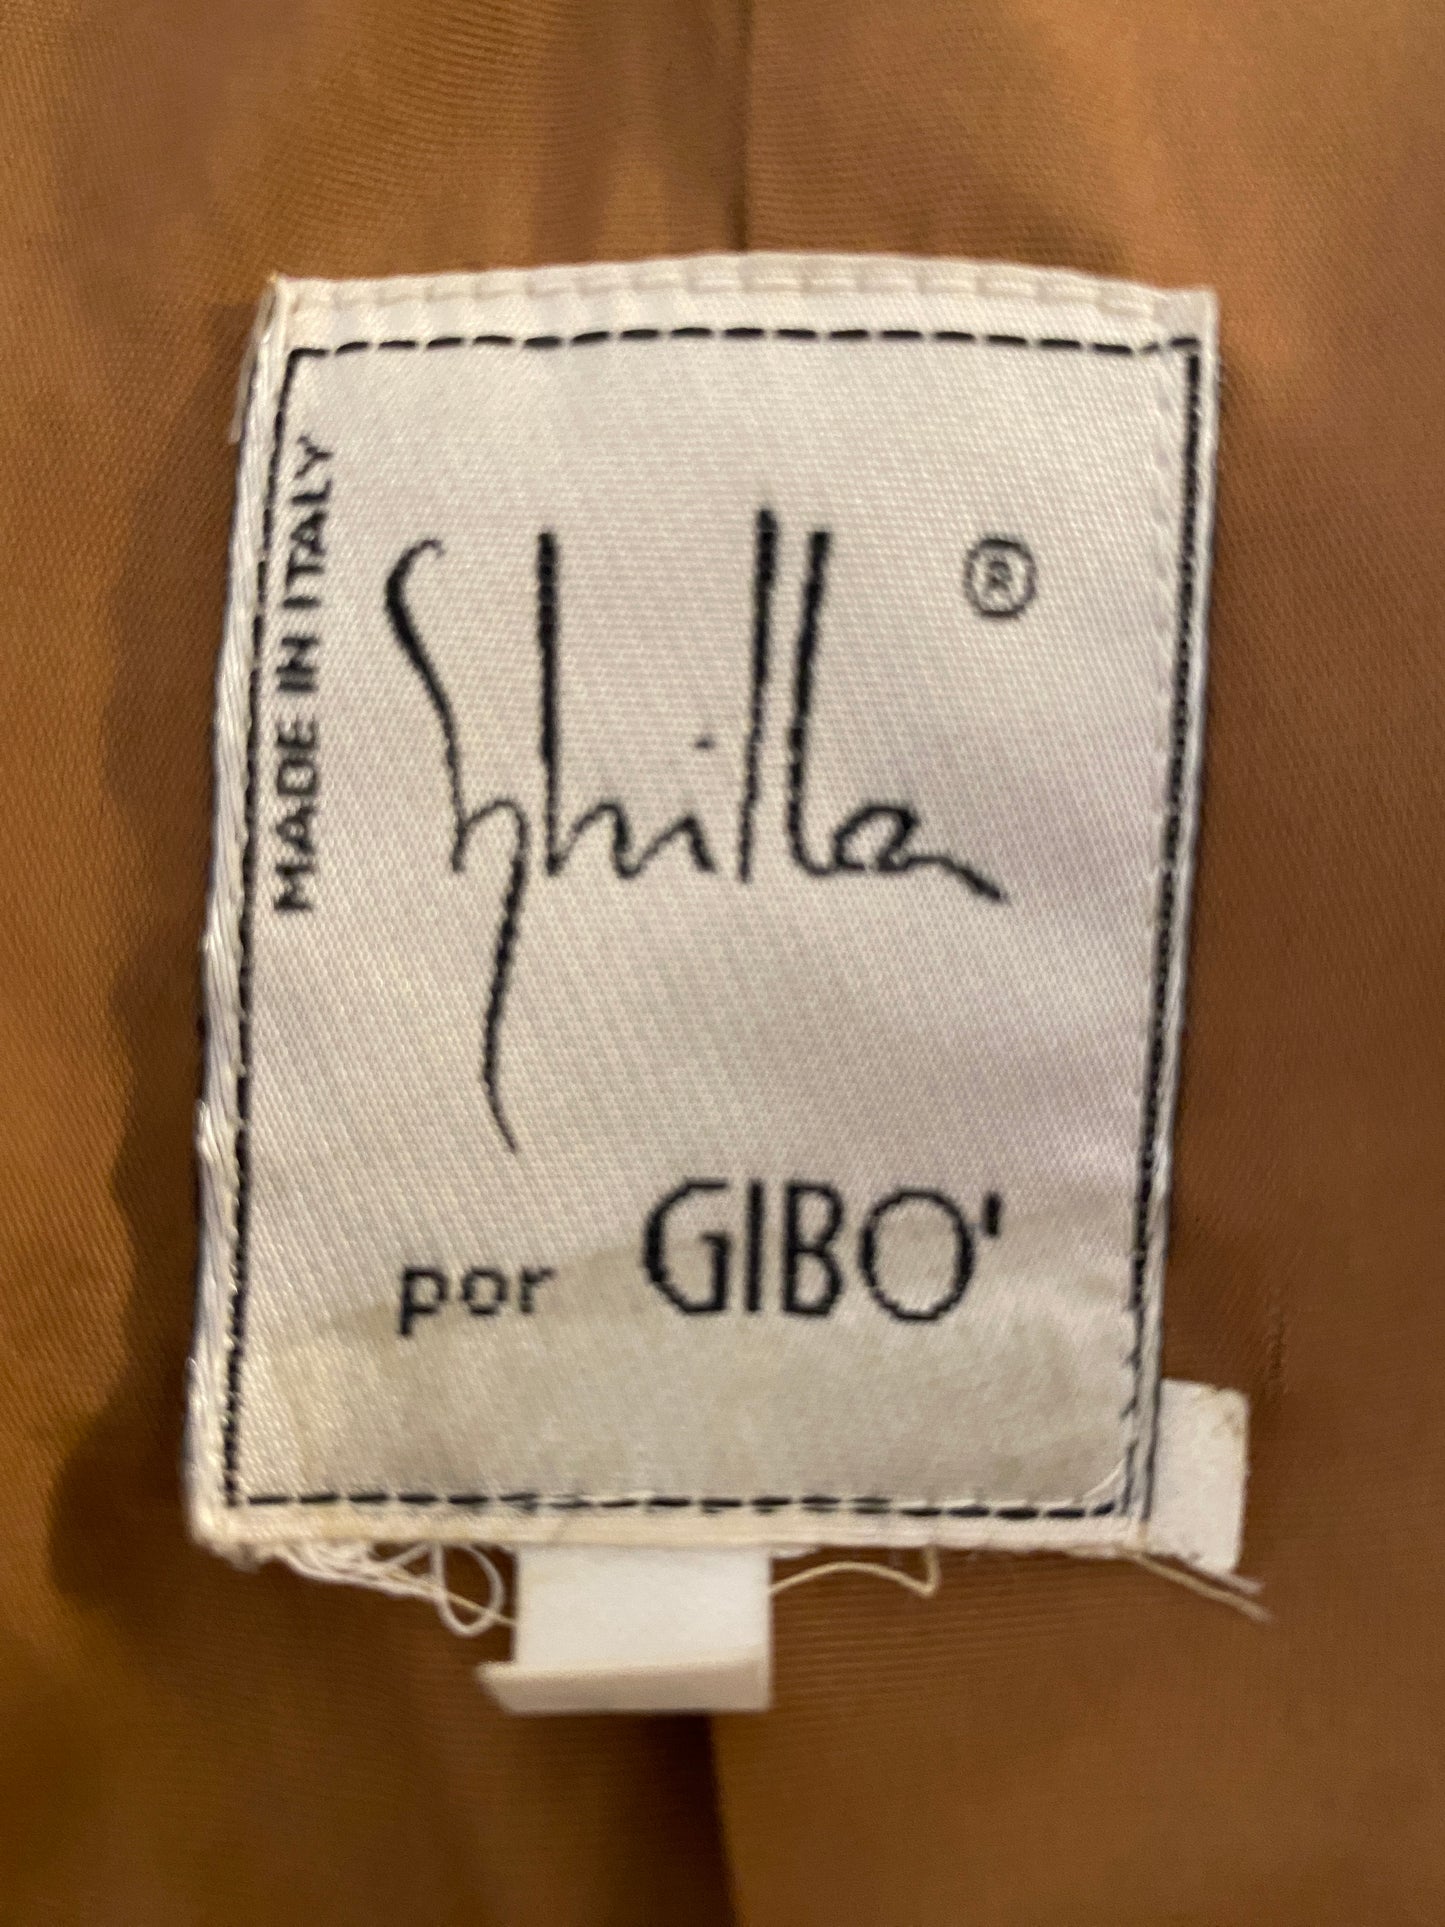 MADE IN ITALY
Sybilla ®
por GIBO'